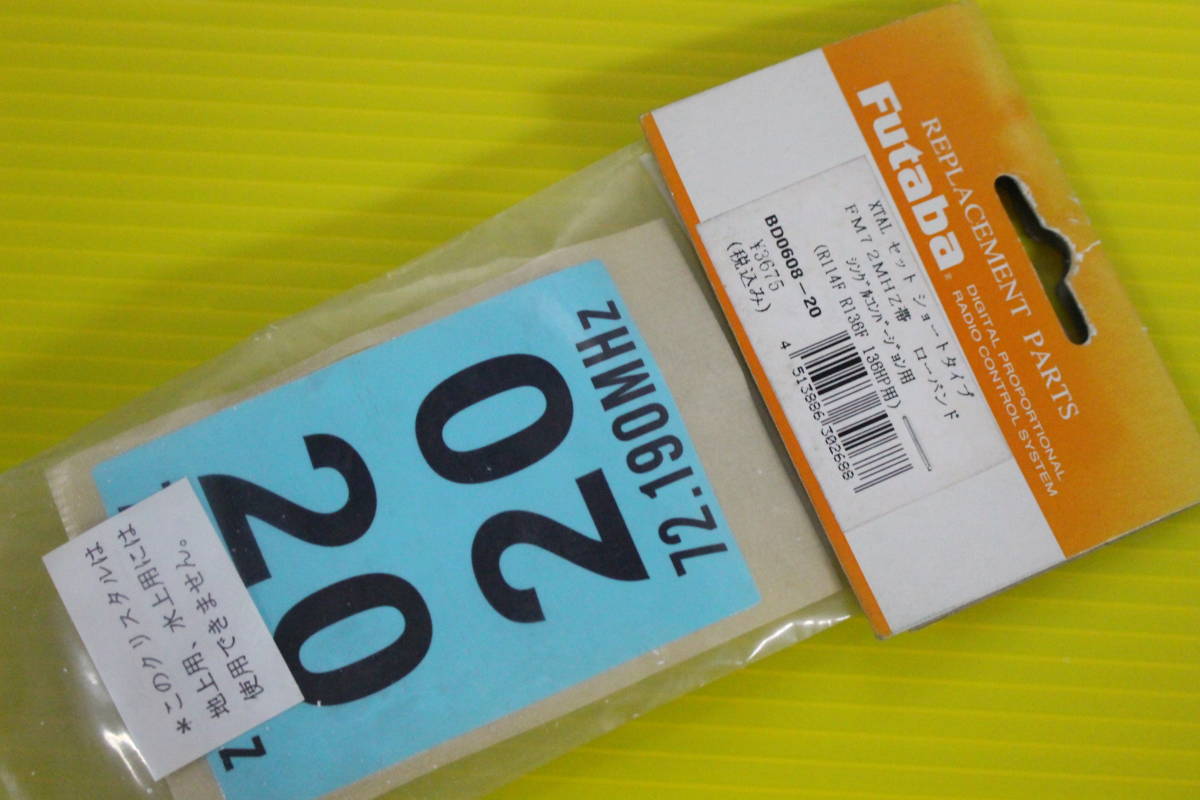 REPLACEMENT PARTS
Futaba®
DIGITAL PROPORTIONAL
RADIO CONTROL SYSTEM
XTAL セット ショートタイプ
FM72MHZ帯 ローバンド
シングルコンバージョン用
(R114F R136F 136HP用)
BD0608-20
¥3675
(税込み)
4 513886 302688
72.190MHZ
20
20
Z
*このクリスタルは
地上用、水上用には
使用できません。